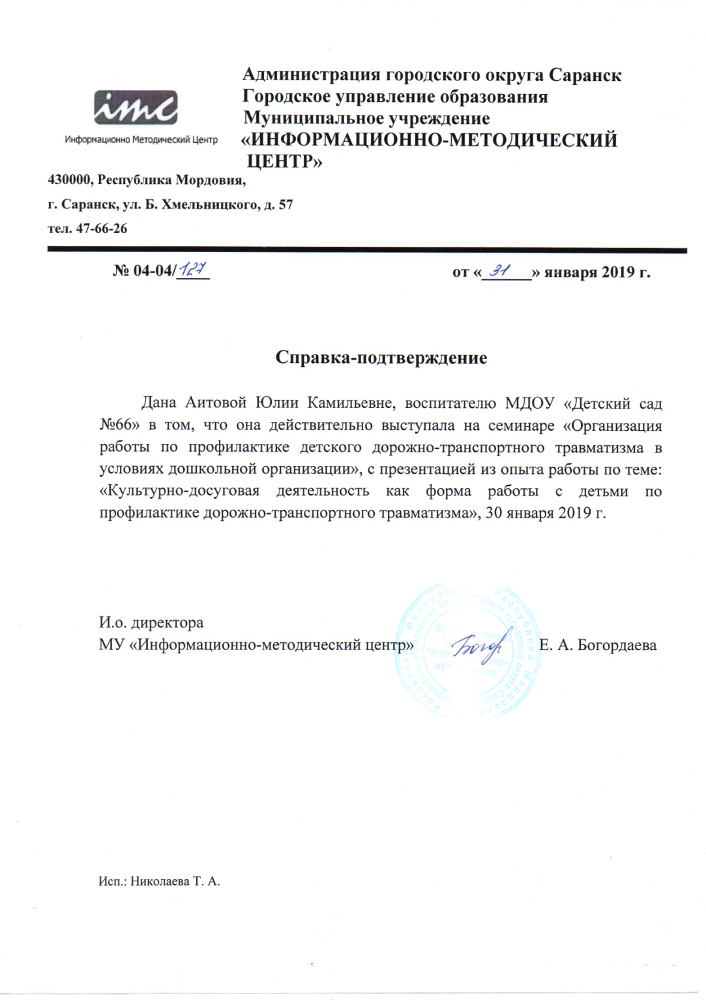 Администрация городского округа Саранск
Городское управление образования
Муниципальное учреждение
«ИНФОРМАЦИОННО-МЕТОДИЧЕСКИЙ
ЦЕНТР»
imc
Информационно Методический Центр
430000, Республика Мордовия,
г. Саранск, ул. Б. Хмельницкого, д. 57
тел. 47-66-26
№ 04-04/127 от «31» января 2019 г.
Справка-подтверждение
Дана Аитовой Юлии Камильевне, воспитателю МДОУ «Детский сад
№66» в том, что она действительно выступала на семинаре «Организация
работы по профилактике детского дорожно-транспортного травматизма в
условиях дошкольной организации», с презентацией из опыта работы по теме:
«Культурно-досуговая деятельность как форма работы с детьми по
профилактике дорожно-транспортного травматизма», 30 января 2019 г.
И.о. директора
МУ «Информационно-методический центр» Е. А. Богордаева
Республика Мордовия
Исп.: Николаева Т. А.